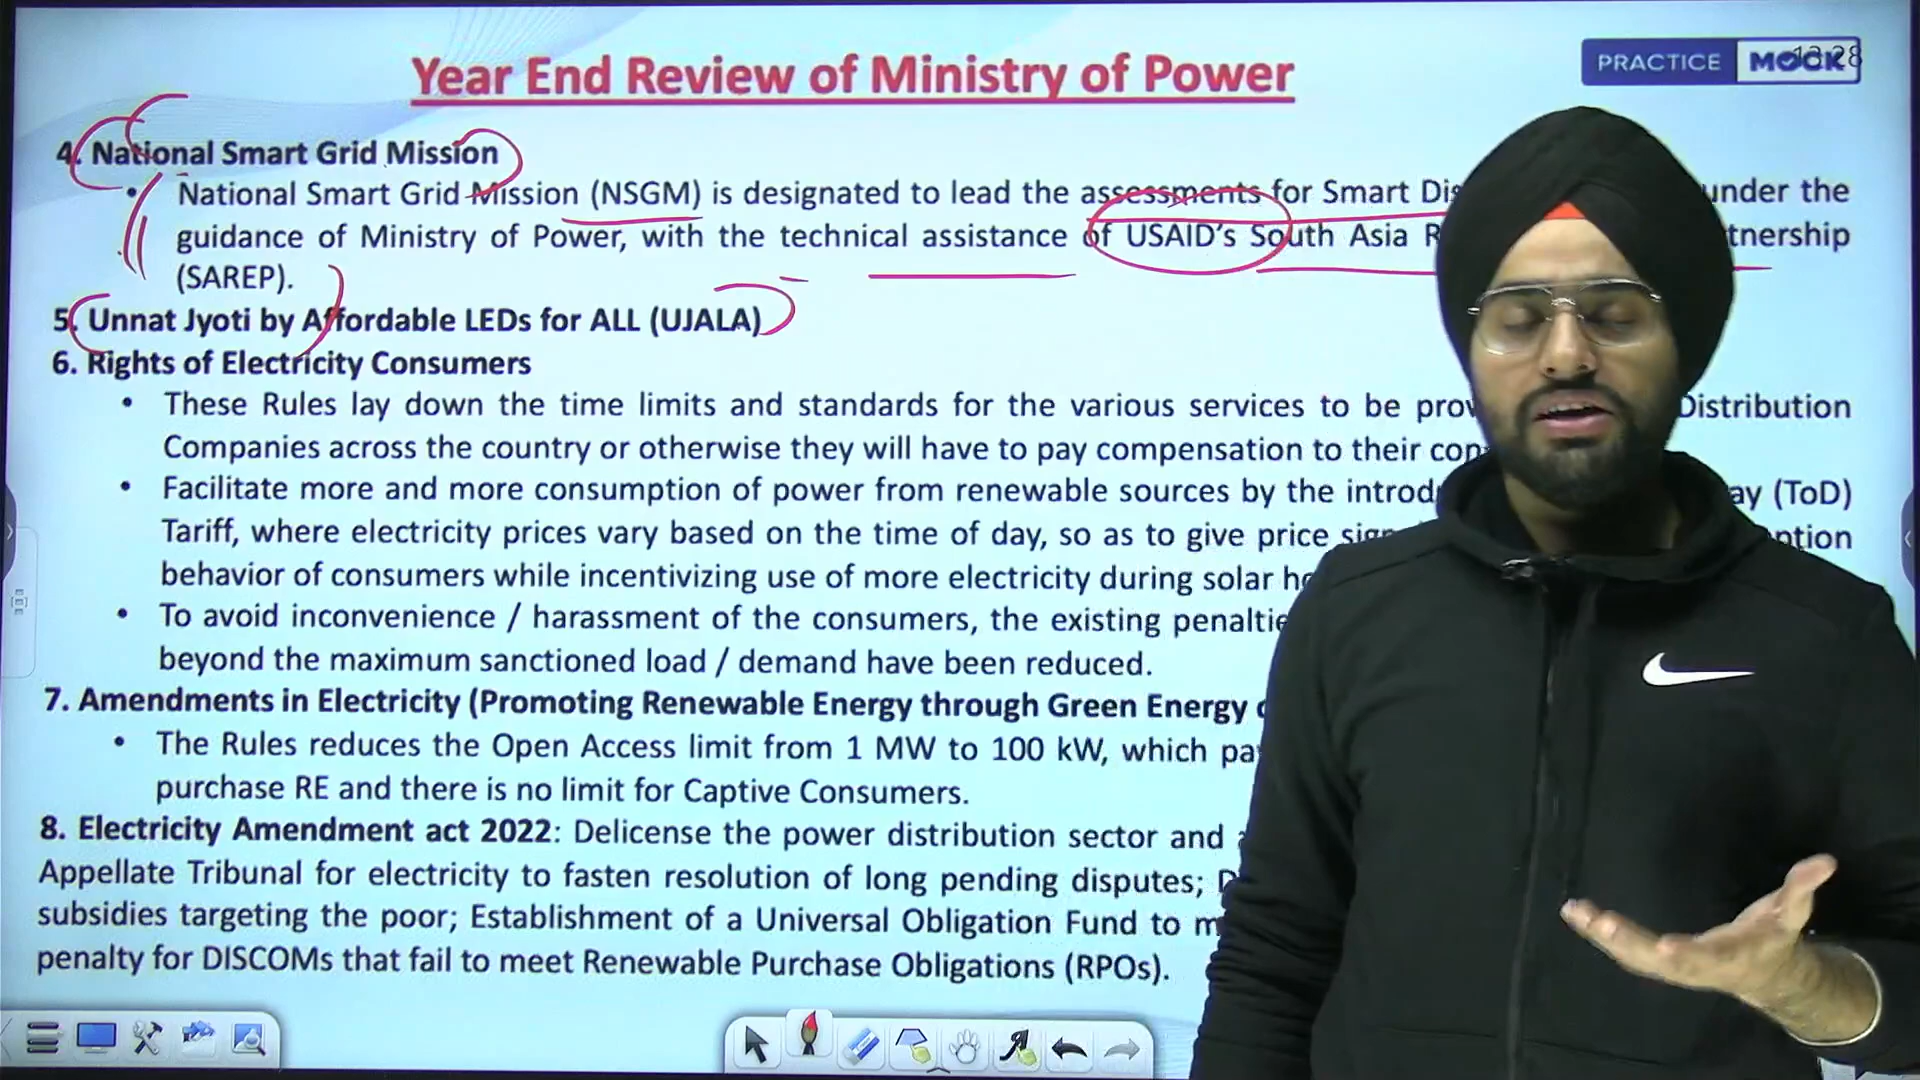 Year End Review of Ministry of Power
PRACTICE MOCK
4. National Smart Grid Mission
• National Smart Grid Mission (NSGM) is designated to lead the assessments for Smart under the
guidance of Ministry of Power, with the technical assistance of USAID's South Asia
(SAREP).
5. Unnat Jyoti by Affordable LEDs for ALL (UJALA)
6. Rights of Electricity Consumers
• These Rules lay down the time limits and standards for the various services to be Distribution
Companies across the country or otherwise they will have to pay compensation to their
• Facilitate more and more consumption of power from renewable sources by the (ToD)
Tariff, where electricity prices vary based on the time of day, so as to give price
behavior of consumers while incentivizing use of more electricity during solar
• To avoid inconvenience / harassment of the consumers, the existing
beyond the maximum sanctioned load / demand have been reduced.
7. Amendments in Electricity (Promoting Renewable Energy through Green Energy
• The Rules reduces the Open Access limit from 1 MW to 100 kW, which
purchase RE and there is no limit for Captive Consumers.
8. Electricity Amendment act 2022: Delicense the power distribution sector and
Appellate Tribunal for electricity to fasten resolution of long pending disputes;
subsidies targeting the poor; Establishment of a Universal Obligation Fund to
penalty for DISCOMs that fail to meet Renewable Purchase Obligations (RPOs).